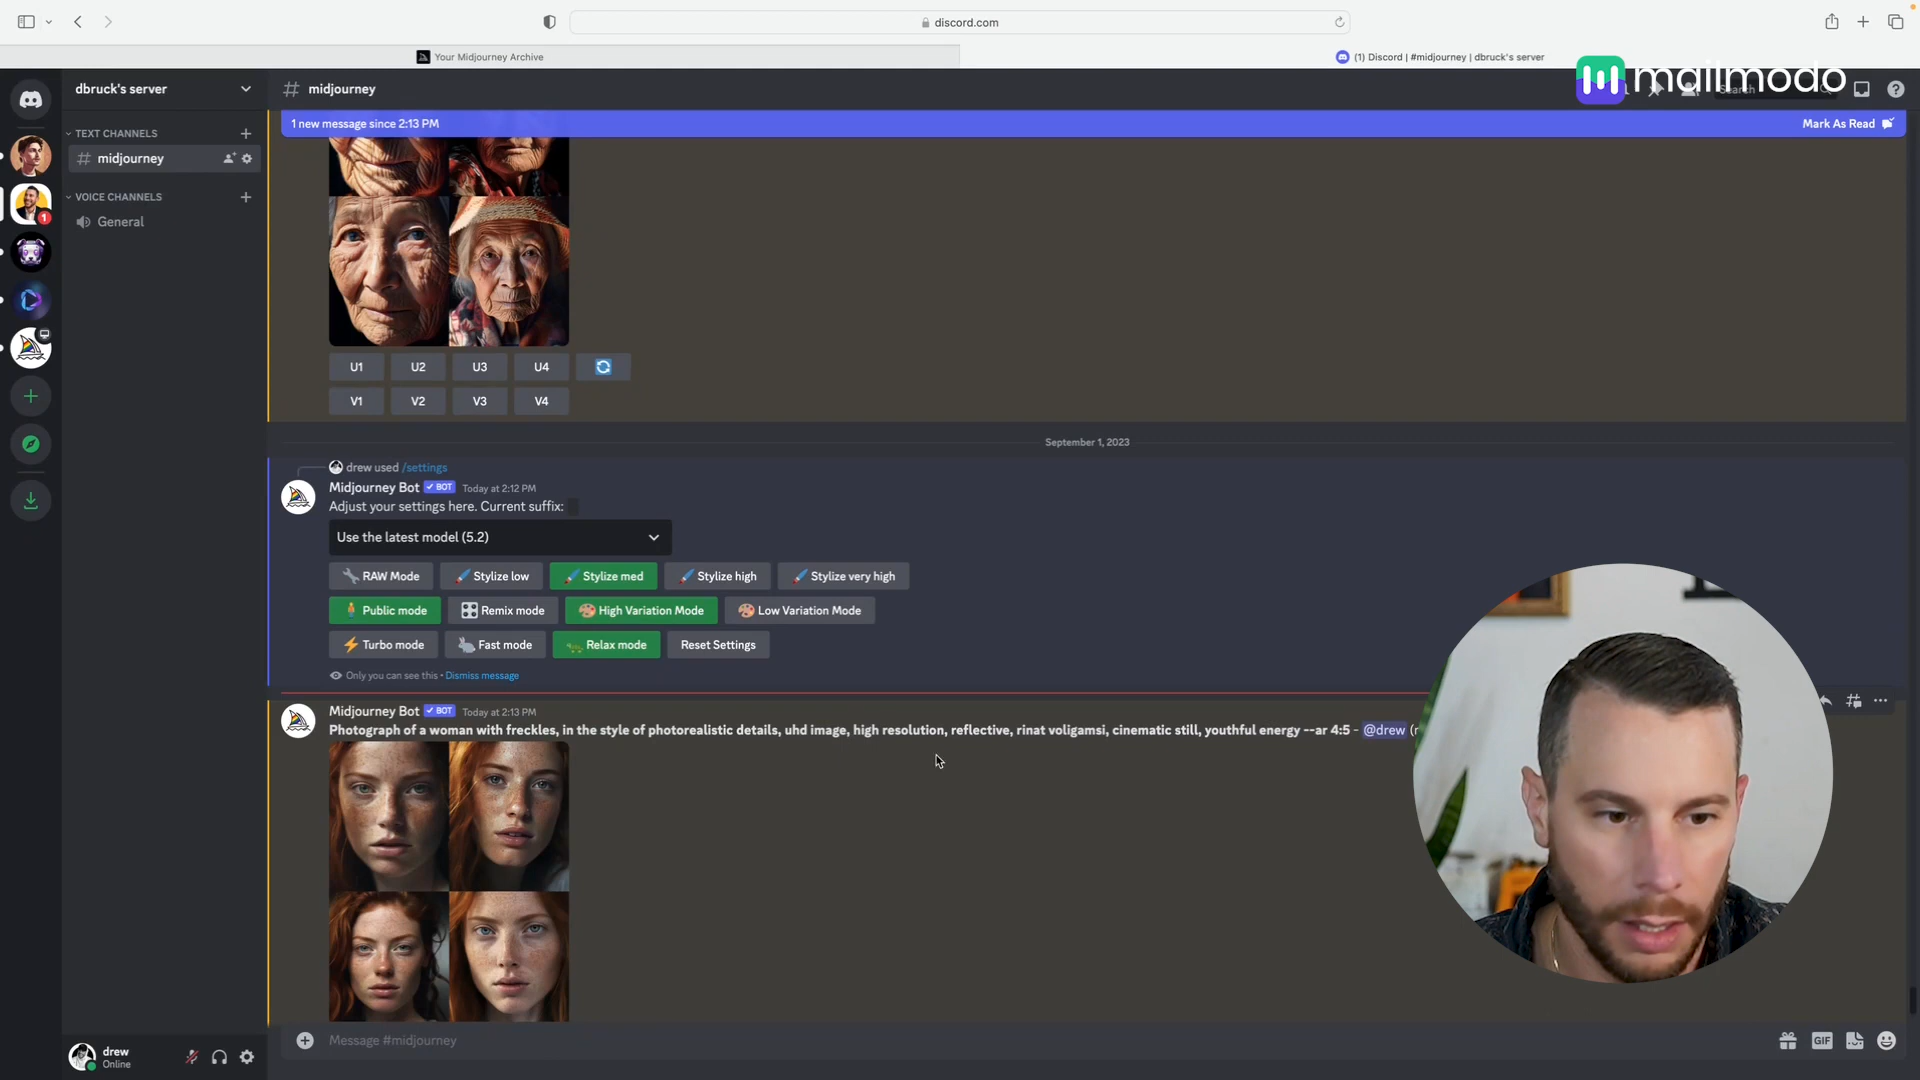 discord.com
Your Midjourney Archive
(1) Discord | #midjourney | dbruck's server
mailmodo
dbruck's server
midjourney
Search
1 new message since 2:13 PM
Mark As Read
TEXT CHANNELS
midjourney
VOICE CHANNELS
General
1
U1 U2 U3 U4
V1 V2 V3 V4
September 1, 2023
drew used /settings
Midjourney Bot BOT Today at 2:12 PM
Adjust your settings here. Current suffix:
Use the latest model (5.2)
RAW Mode Stylize low Stylize med Stylize high Stylize very high
Public mode Remix mode High Variation Mode Low Variation Mode
Turbo mode Fast mode Relax mode Reset Settings
Only you can see this • Dismiss message
Midjourney Bot BOT Today at 2:13 PM
Photograph of a woman with freckles, in the style of photorealistic details, uhd image, high resolution, reflective, rinat voligamsi, cinematic still, youthful energy --ar 4:5 - @drew
Message #midjourney
GIF
drew
Online